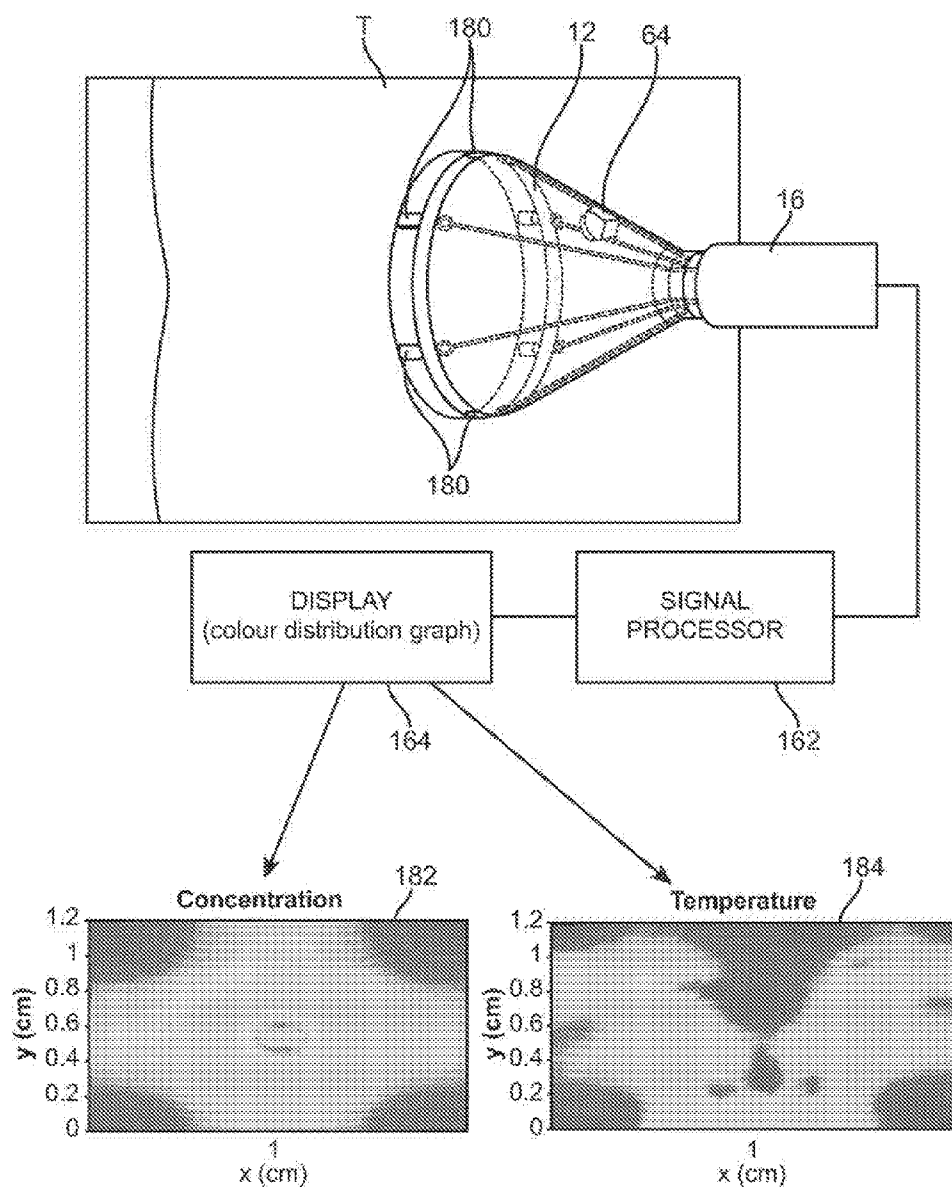 T 180 12 64
16
180
DISPLAY
(colour distribution graph)
SIGNAL
PROCESSOR
164
162
Concentration
182
1.2
1
0.8
0.6
0.4
0.2
0
y (cm)
1
x (cm)
Temperature
184
1.2
1
0.8
0.6
0.4
0.2
0
y (cm)
1
x (cm)